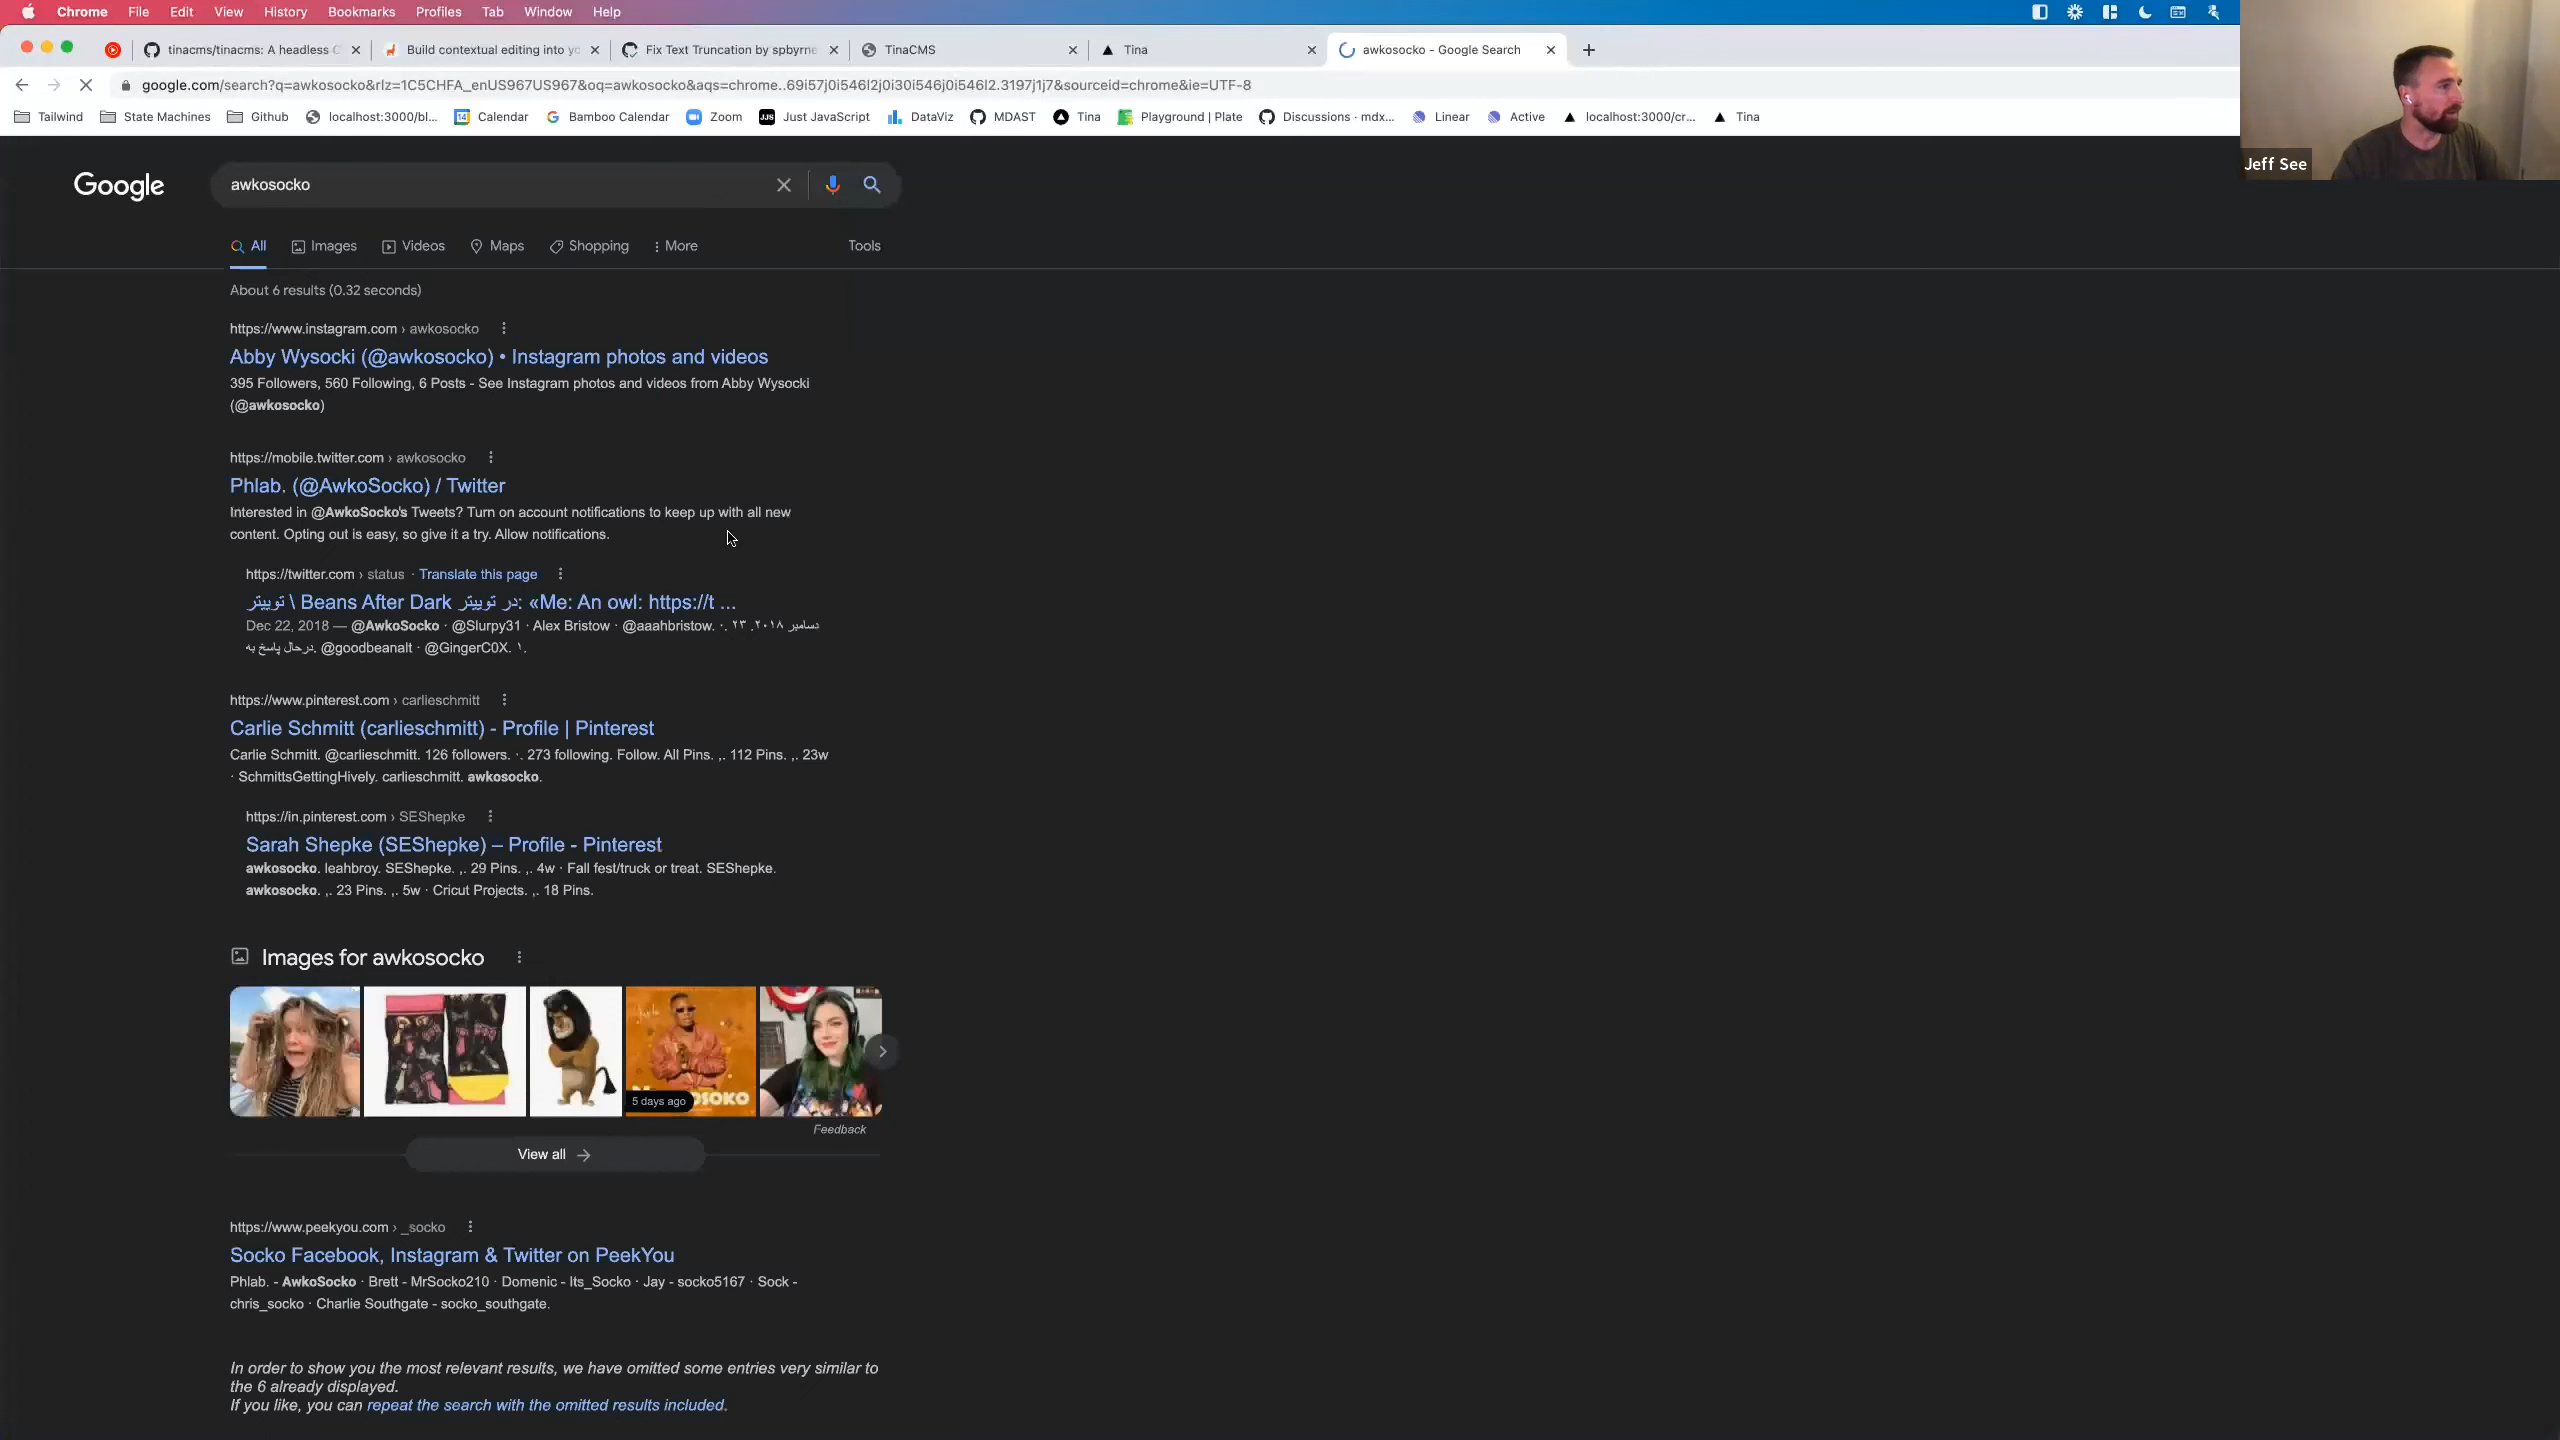 Chrome File Edit View History Bookmarks Profiles Tab Window Help
tinacms/tinacms: A headless C
Build contextual editing into yo
Fix Text Truncation by spbyrne
TinaCMS
Tina
awkosocko - Google Search
google.com/search?q=awkosocko&rlz=1C5CHFA_enUS967US967&oq=awkosocko&aqs=chrome..69i57j0i546l2j0i30i546j0i546l2.3197j1j7&sourceid=chrome&ie=UTF-8
Tailwind State Machines Github localhost:3000/bl... 14 Calendar Bamboo Calendar Zoom JJS Just JavaScript DataViz MDAST Tina Playground | Plate Discussions · mdx... Linear Active localhost:3000/cr... Tina
Jeff See
Google
awkosocko
All Images Videos Maps Shopping More Tools
About 6 results (0.32 seconds)
https://www.instagram.com › awkosocko
Abby Wysocki (@awkosocko) • Instagram photos and videos
395 Followers, 560 Following, 6 Posts - See Instagram photos and videos from Abby Wysocki
(@awkosocko)
https://mobile.twitter.com › awkosocko
Phlab. (@AwkoSocko) / Twitter
Interested in @AwkoSocko's Tweets? Turn on account notifications to keep up with all new
content. Opting out is easy, so give it a try. Allow notifications.
https://twitter.com › status · Translate this page
توییتر \ Beans After Dark در توییتر: «Me: An owl: https://t ...
Dec 22, 2018 — @AwkoSocko · @Slurpy31 · Alex Bristow · @aaahbristow. ·. دسامبر ۲۰۱۸. ۲۳
درحال پاسخ به. @goodbeanalt · @GingerC0X. ۱.
https://www.pinterest.com › carlieschmitt
Carlie Schmitt (carlieschmitt) - Profile | Pinterest
Carlie Schmitt. @carlieschmitt. 126 followers. ·. 273 following. Follow. All Pins. ,. 112 Pins. ,. 23w
· SchmittsGettingHively. carlieschmitt. awkosocko.
https://in.pinterest.com › SEShepke
Sarah Shepke (SEShepke) – Profile - Pinterest
awkosocko. leahbroy. SEShepke. ,. 29 Pins. ,. 4w · Fall fest/truck or treat. SEShepke.
awkosocko. ,. 23 Pins. ,. 5w · Cricut Projects. ,. 18 Pins.
Images for awkosocko
5 days ago
Feedback
View all
https://www.peekyou.com › _socko
Socko Facebook, Instagram & Twitter on PeekYou
Phlab. - AwkoSocko · Brett - MrSocko210 · Domenic - Its_Socko · Jay - socko5167 · Sock -
chris_socko · Charlie Southgate - socko_southgate.
In order to show you the most relevant results, we have omitted some entries very similar to
the 6 already displayed.
If you like, you can repeat the search with the omitted results included.